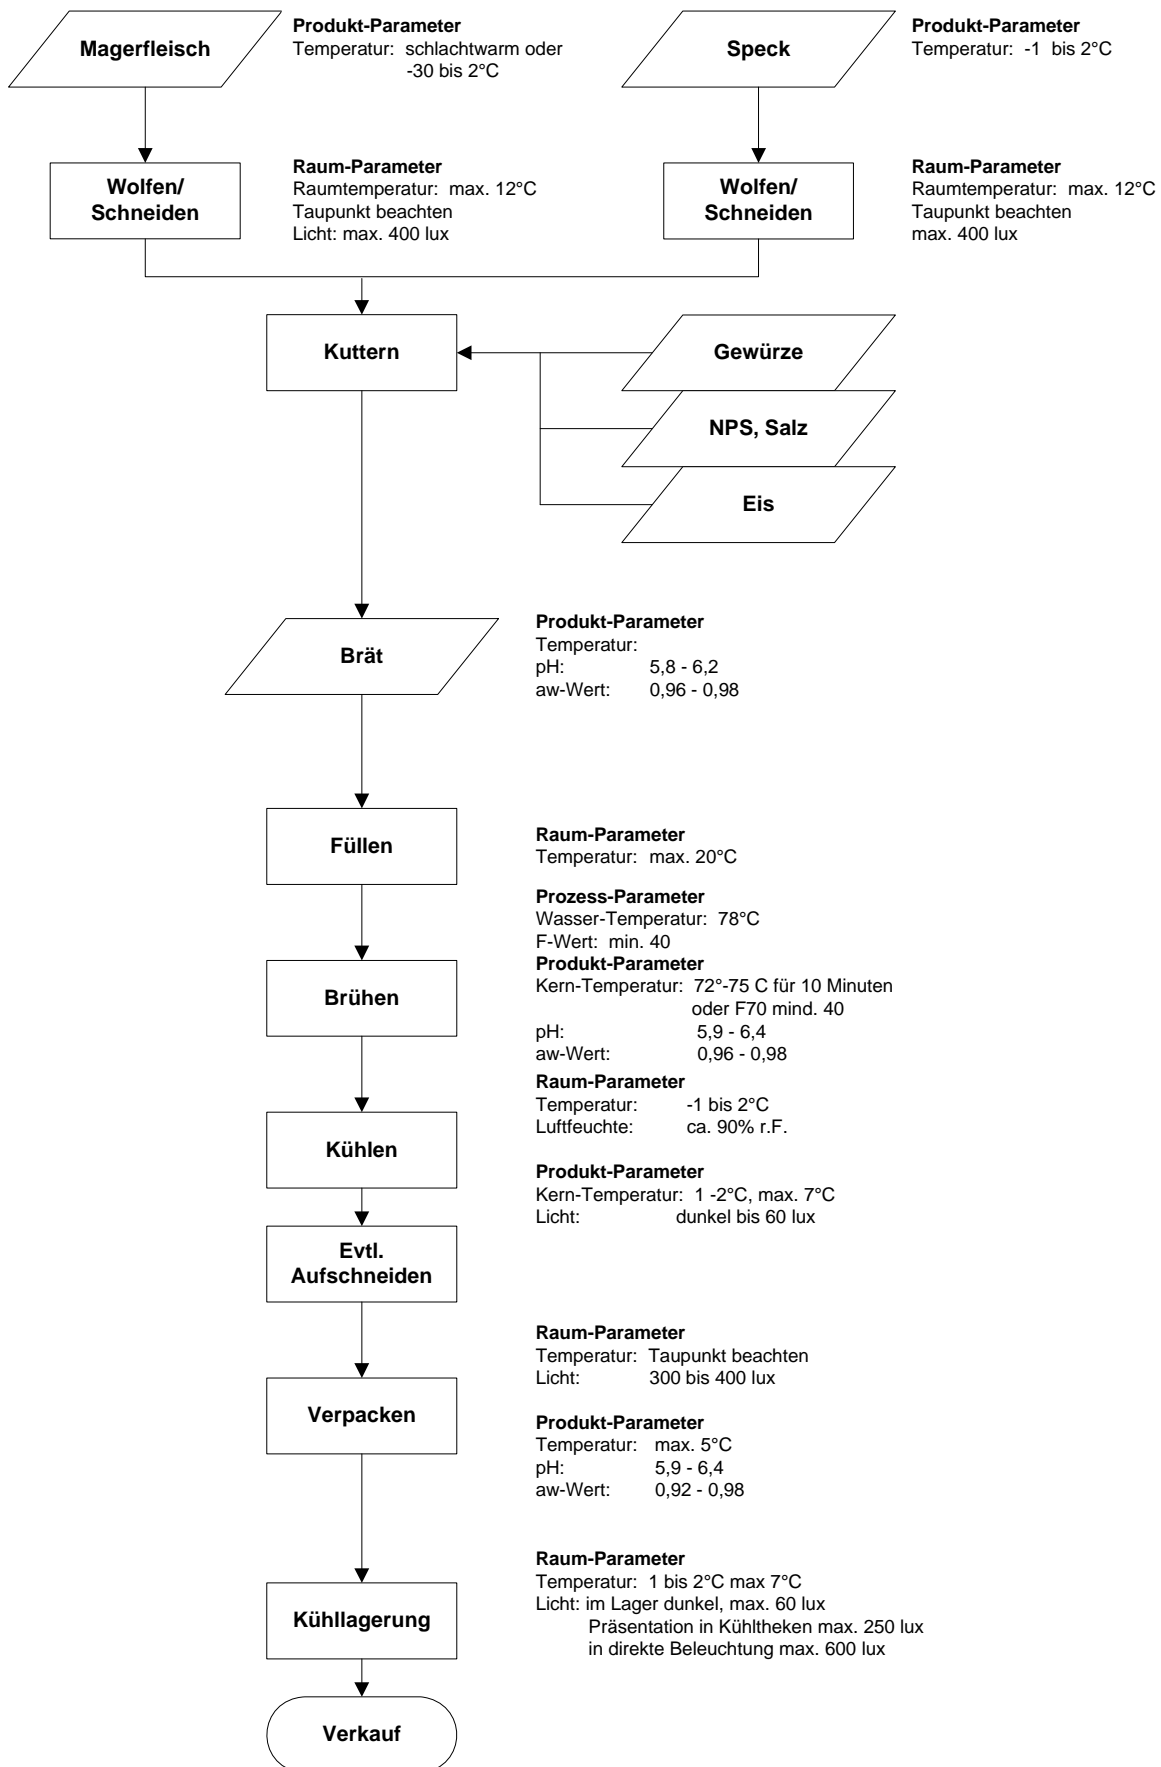 Magerfleisch
Produkt-Parameter
Temperatur: schlachtwarm oder
-30 bis 2°C
Speck
Produkt-Parameter
Temperatur: -1 bis 2°C
Wolfen/
Schneiden
Raum-Parameter
Raumtemperatur: max. 12°C
Taupunkt beachten
Licht: max. 400 lux
Wolfen/
Schneiden
Raum-Parameter
Raumtemperatur: max. 12°C
Taupunkt beachten
max. 400 lux
Kuttern
Gewürze
NPS, Salz
Eis
Brät
Produkt-Parameter
Temperatur:
pH: 5,8 - 6,2
aw-Wert: 0,96 - 0,98
Füllen
Raum-Parameter
Temperatur: max. 20°C
Brühen
Prozess-Parameter
Wasser-Temperatur: 78°C
F-Wert: min. 40
Produkt-Parameter
Kern-Temperatur: 72°-75 C für 10 Minuten
oder F70 mind. 40
pH: 5,9 - 6,4
aw-Wert: 0,96 - 0,98
Kühlen
Raum-Parameter
Temperatur: -1 bis 2°C
Luftfeuchte: ca. 90% r.F.
Produkt-Parameter
Kern-Temperatur: 1 -2°C, max. 7°C
Licht: dunkel bis 60 lux
Evtl.
Aufschneiden
Verpacken
Raum-Parameter
Temperatur: Taupunkt beachten
Licht: 300 bis 400 lux
Produkt-Parameter
Temperatur: max. 5°C
pH: 5,9 - 6,4
aw-Wert: 0,92 - 0,98
Kühllagerung
Raum-Parameter
Temperatur: 1 bis 2°C max 7°C
Licht: im Lager dunkel, max. 60 lux
Präsentation in Kühltheken max. 250 lux
in direkte Beleuchtung max. 600 lux
Verkauf